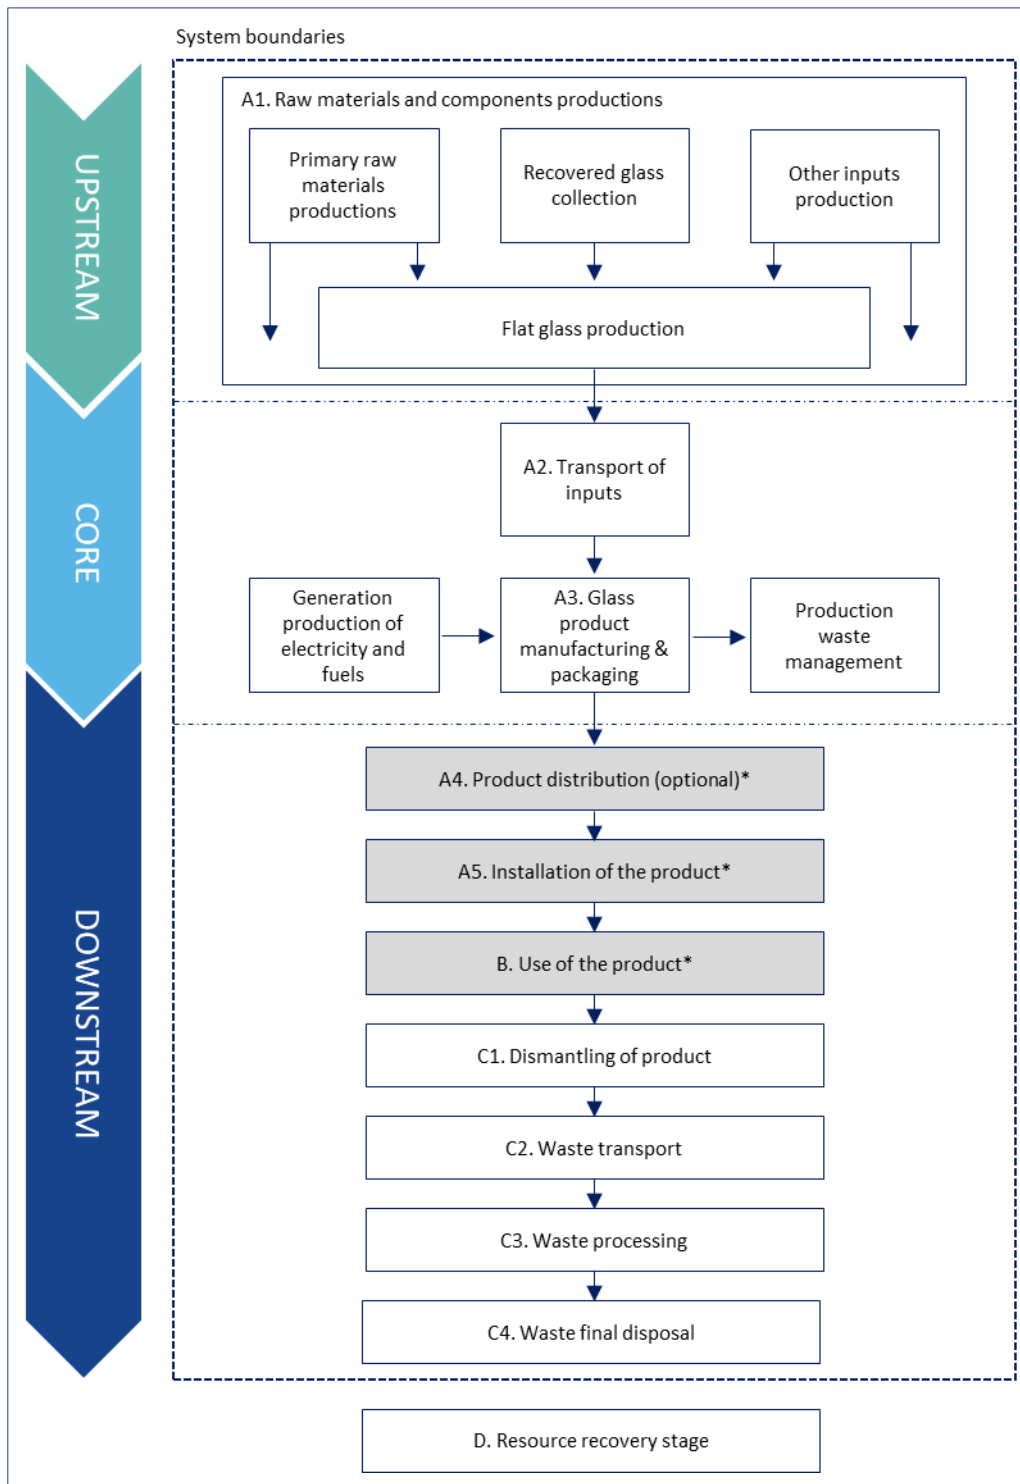 System boundaries
UPSTREAM
A1. Raw materials and components productions
Primary raw
materials
productions
Recovered glass
collection
Other inputs
production
Flat glass production
CORE
A2. Transport of
inputs
Generation
production of
electricity and
fuels
A3. Glass
product
manufacturing &
packaging
Production
waste
management
DOWNSTREAM
A4. Product distribution (optional)*
A5. Installation of the product*
B. Use of the product*
C1. Dismantling of product
C2. Waste transport
C3. Waste processing
C4. Waste final disposal
D. Resource recovery stage